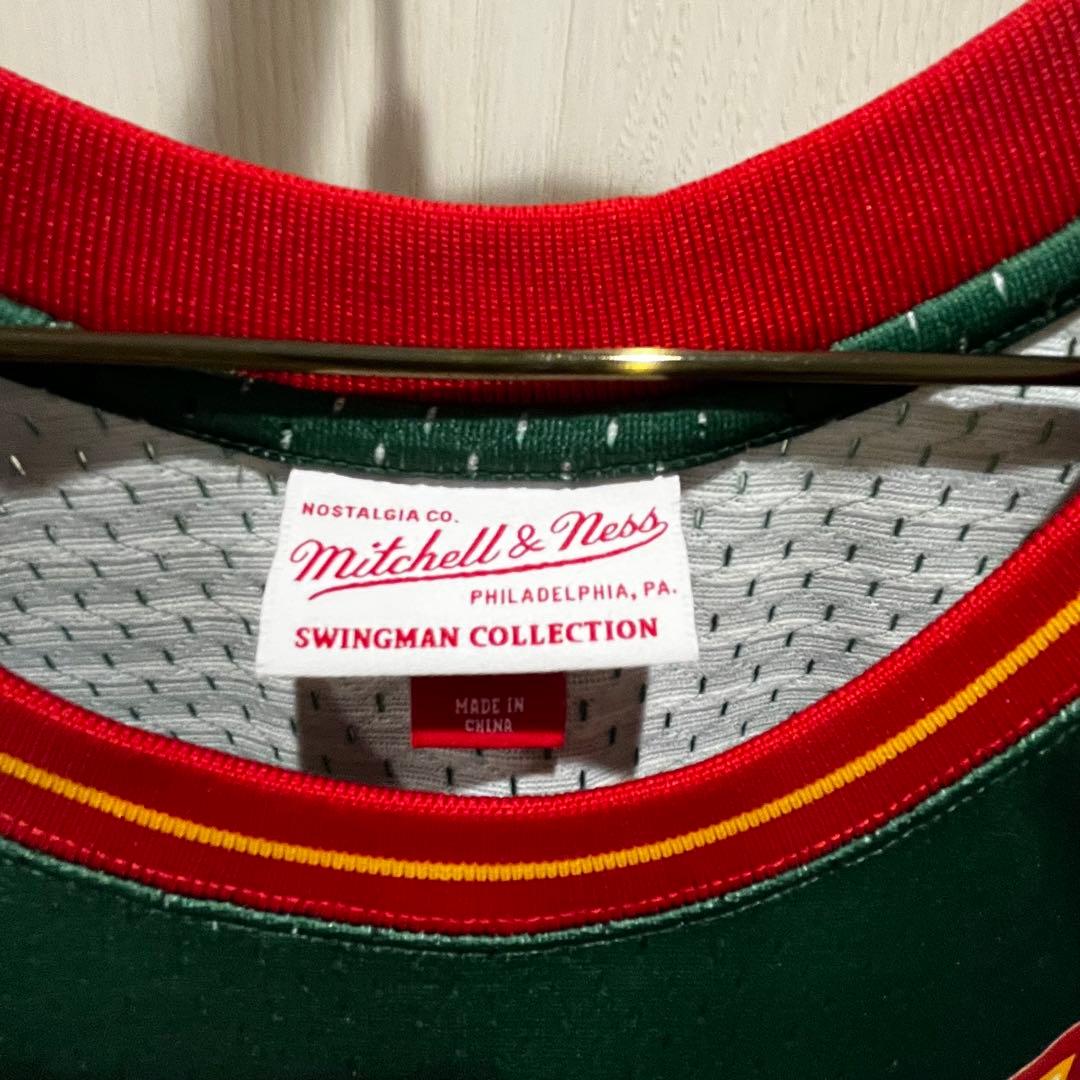 NOSTALGIA CO.
Mitchell & Ness
PHILADELPHIA, PA.
SWINGMAN COLLECTION
MADE IN
CHINA